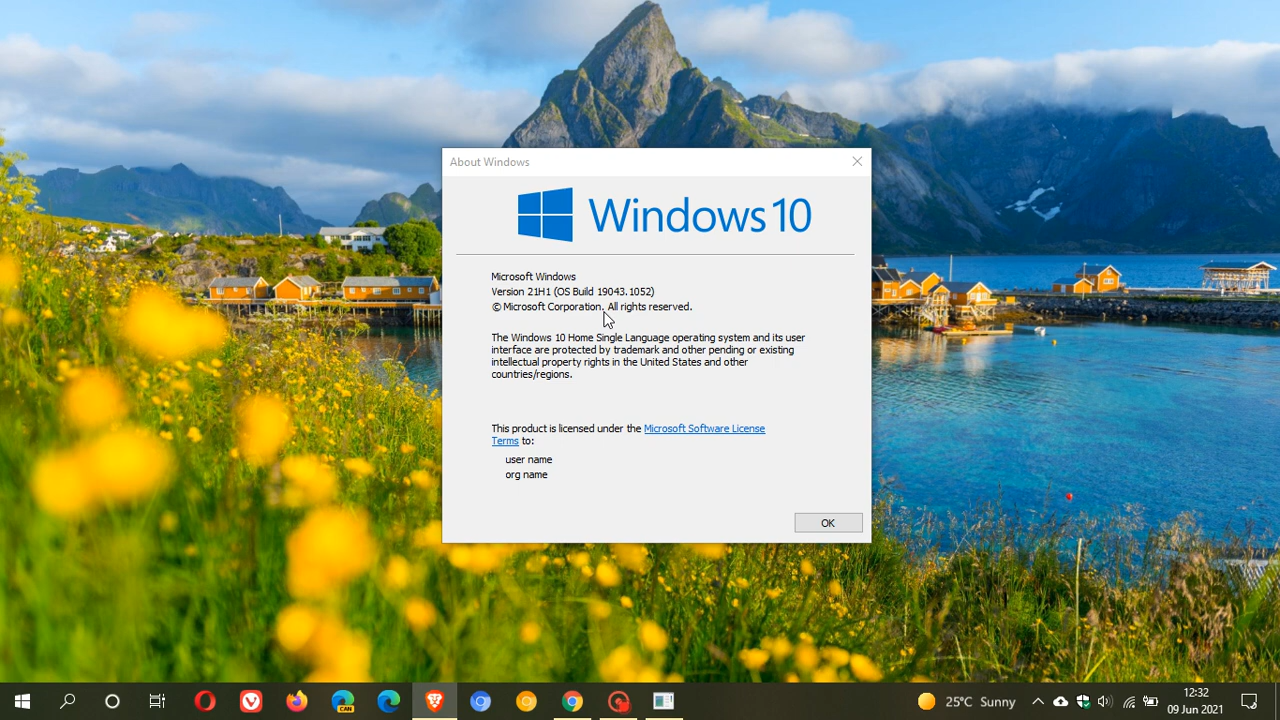 About Windows
Windows 10
Microsoft Windows
Version 21H1 (OS Build 19043.1052)
© Microsoft Corporation. All rights reserved.
The Windows 10 Home Single Language operating system and its user
interface are protected by trademark and other pending or existing
intellectual property rights in the United States and other
countries/regions.
This product is licensed under the Microsoft Software License
Terms to:
user name
org name
OK
CAN
25°C Sunny
12:32
09 Jun 2021